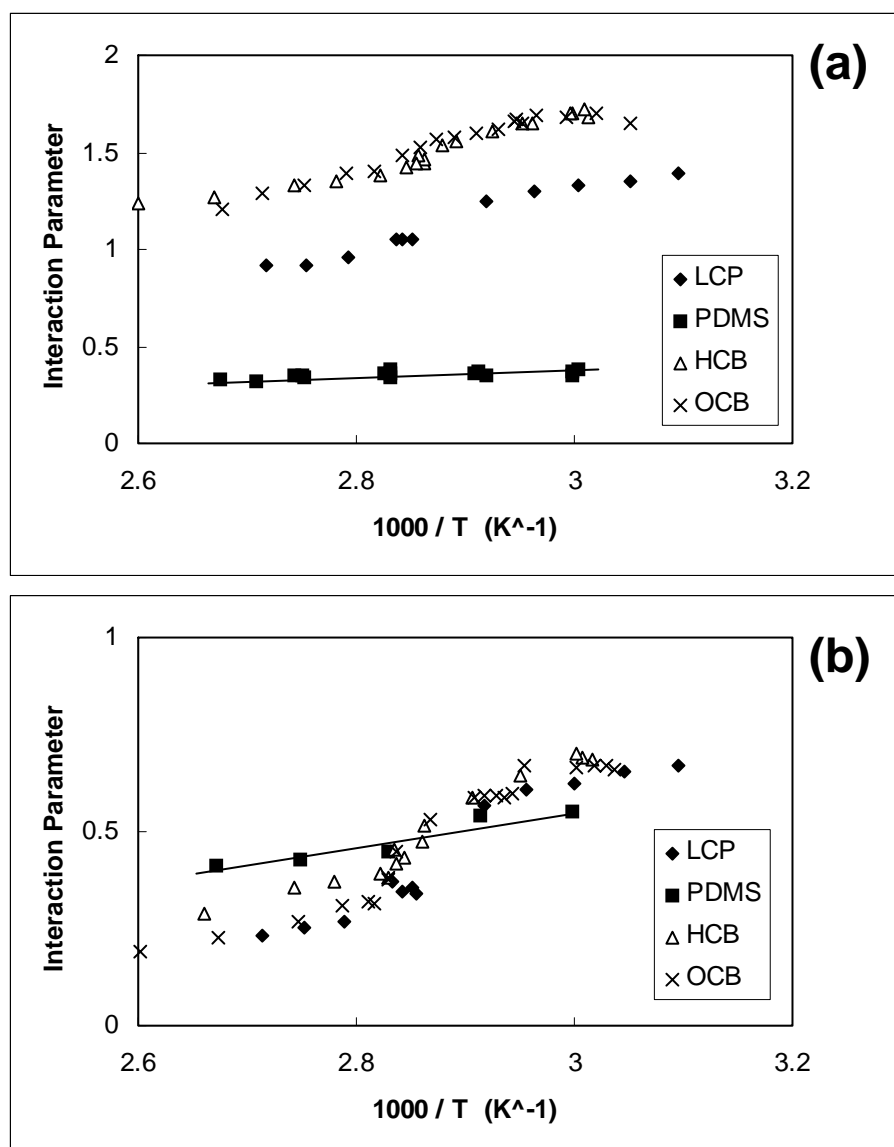 (a)
2
1.5
1
0.5
0
Interaction Parameter
LCP
PDMS
HCB
OCB
2.6 2.8 3 3.2
1000 / T (K^-1)
(b)
1
0.5
0
Interaction Parameter
LCP
PDMS
HCB
OCB
2.6 2.8 3 3.2
1000 / T (K^-1)